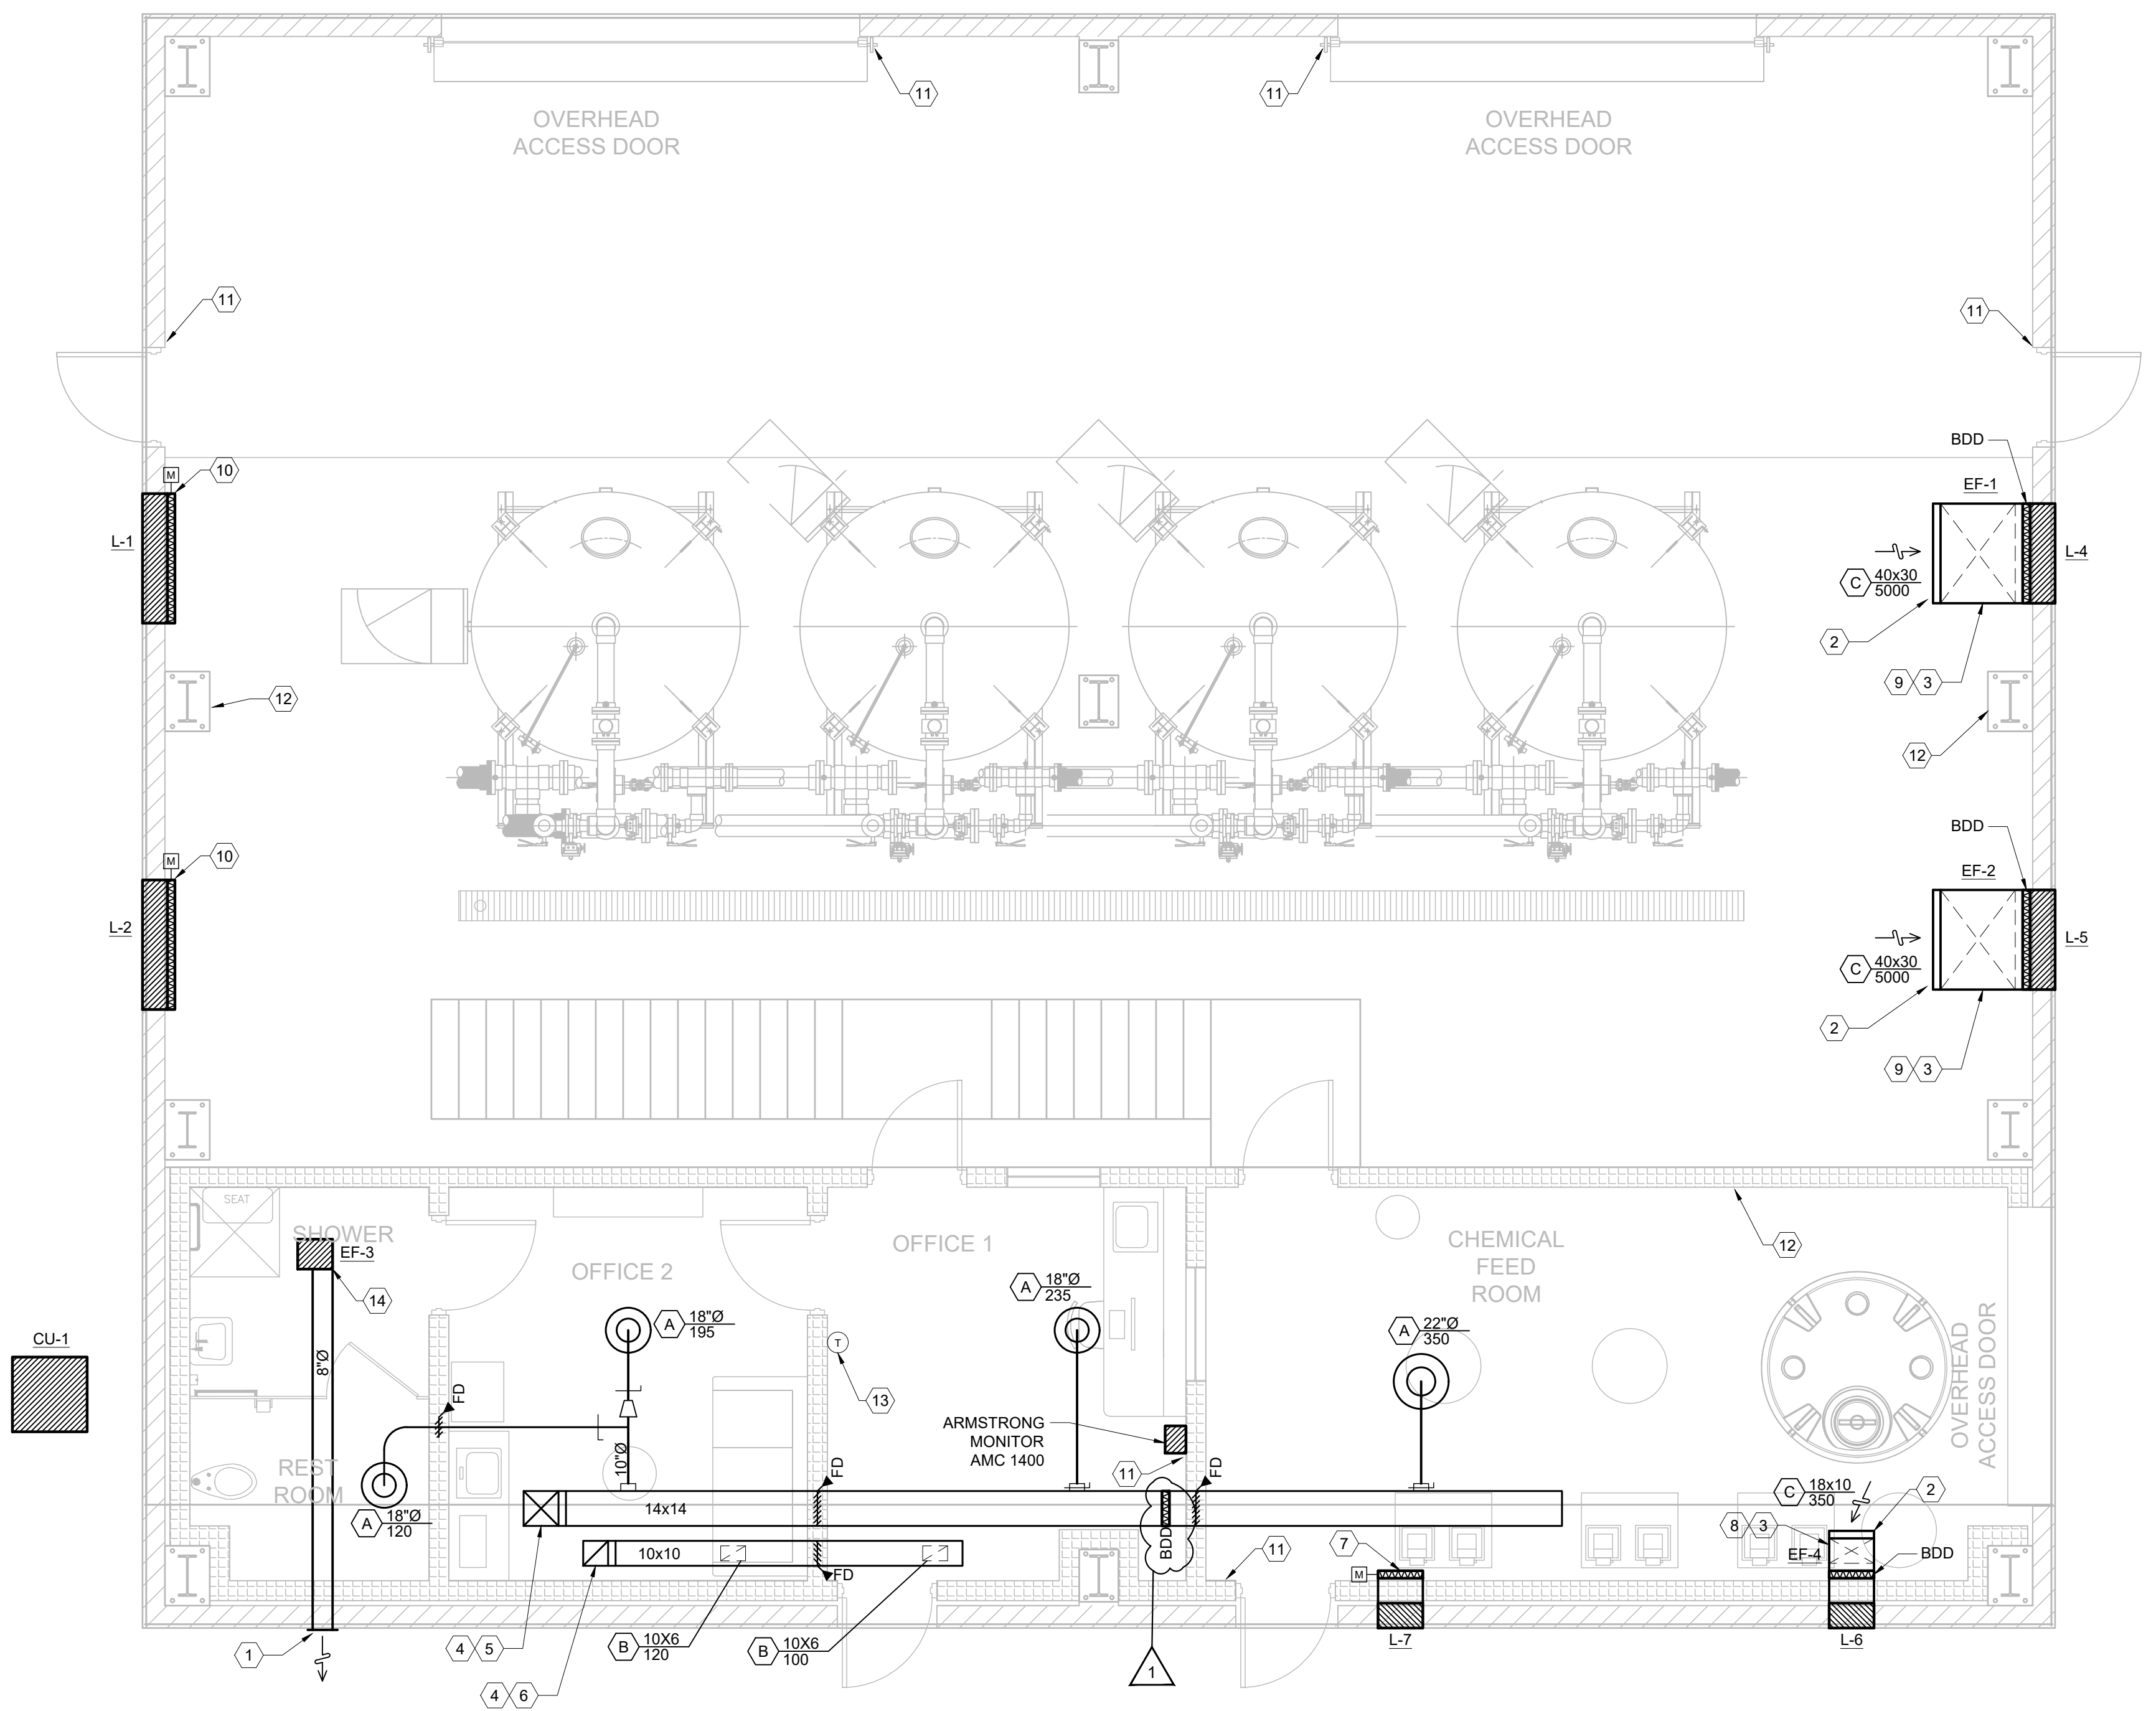 11
11
OVERHEAD
ACCESS DOOR
OVERHEAD
ACCESS DOOR
11
11
BDD
M
10
EF-1
L-1
L-4
C
40x30
5000
2
9
3
12
12
BDD
M
10
EF-2
L-2
L-5
C
40x30
5000
2
9
3
SEAT
SHOWER
EF-3
OFFICE 2
OFFICE 1
CHEMICAL
FEED
ROOM
12
14
A
18"Ø
235
A
18"Ø
195
A
22"Ø
350
CU-1
8"Ø
T
13
OVERHEAD
ACCESS DOOR
FD
ARMSTRONG
MONITOR
AMC 1400
11
FD
FD
10"Ø
REST
ROOM
A
18"Ø
120
14x14
C
18x10
350
2
8
3
10x10
FD
BDD
11
7
M
EF-4
BDD
1
4
5
B
10X6
120
B
10X6
100
L-7
L-6
4
6
1